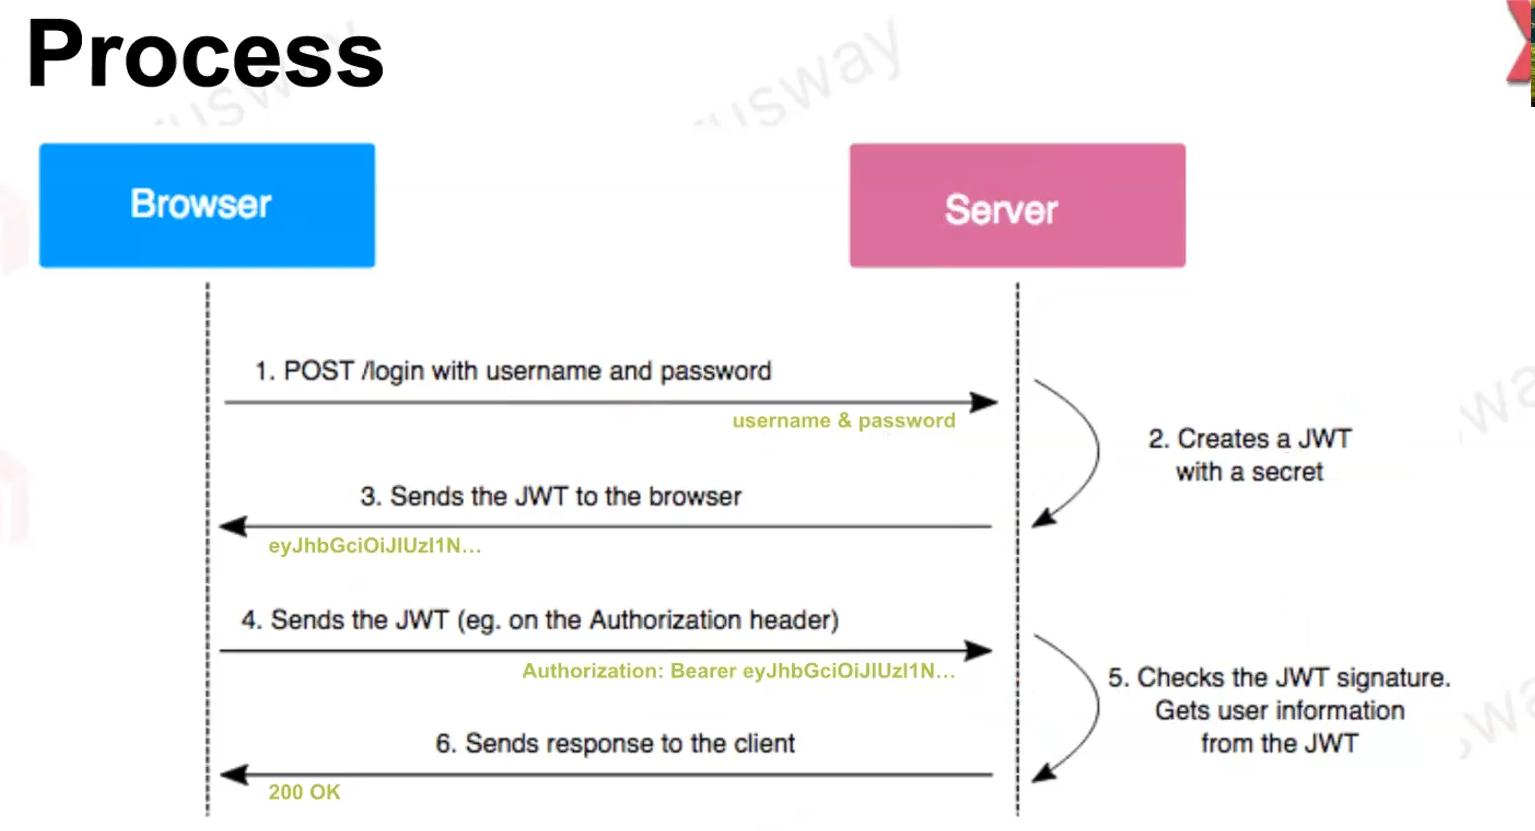 Process
Browser
Server
1. POST /login with username and password
username & password
2. Creates a JWT
with a secret
3. Sends the JWT to the browser
eyJhbGciOiJIUzI1N...
4. Sends the JWT (eg. on the Authorization header)
Authorization: Bearer eyJhbGciOiJIUzI1N...
5. Checks the JWT signature.
Gets user information
from the JWT
6. Sends response to the client
200 OK